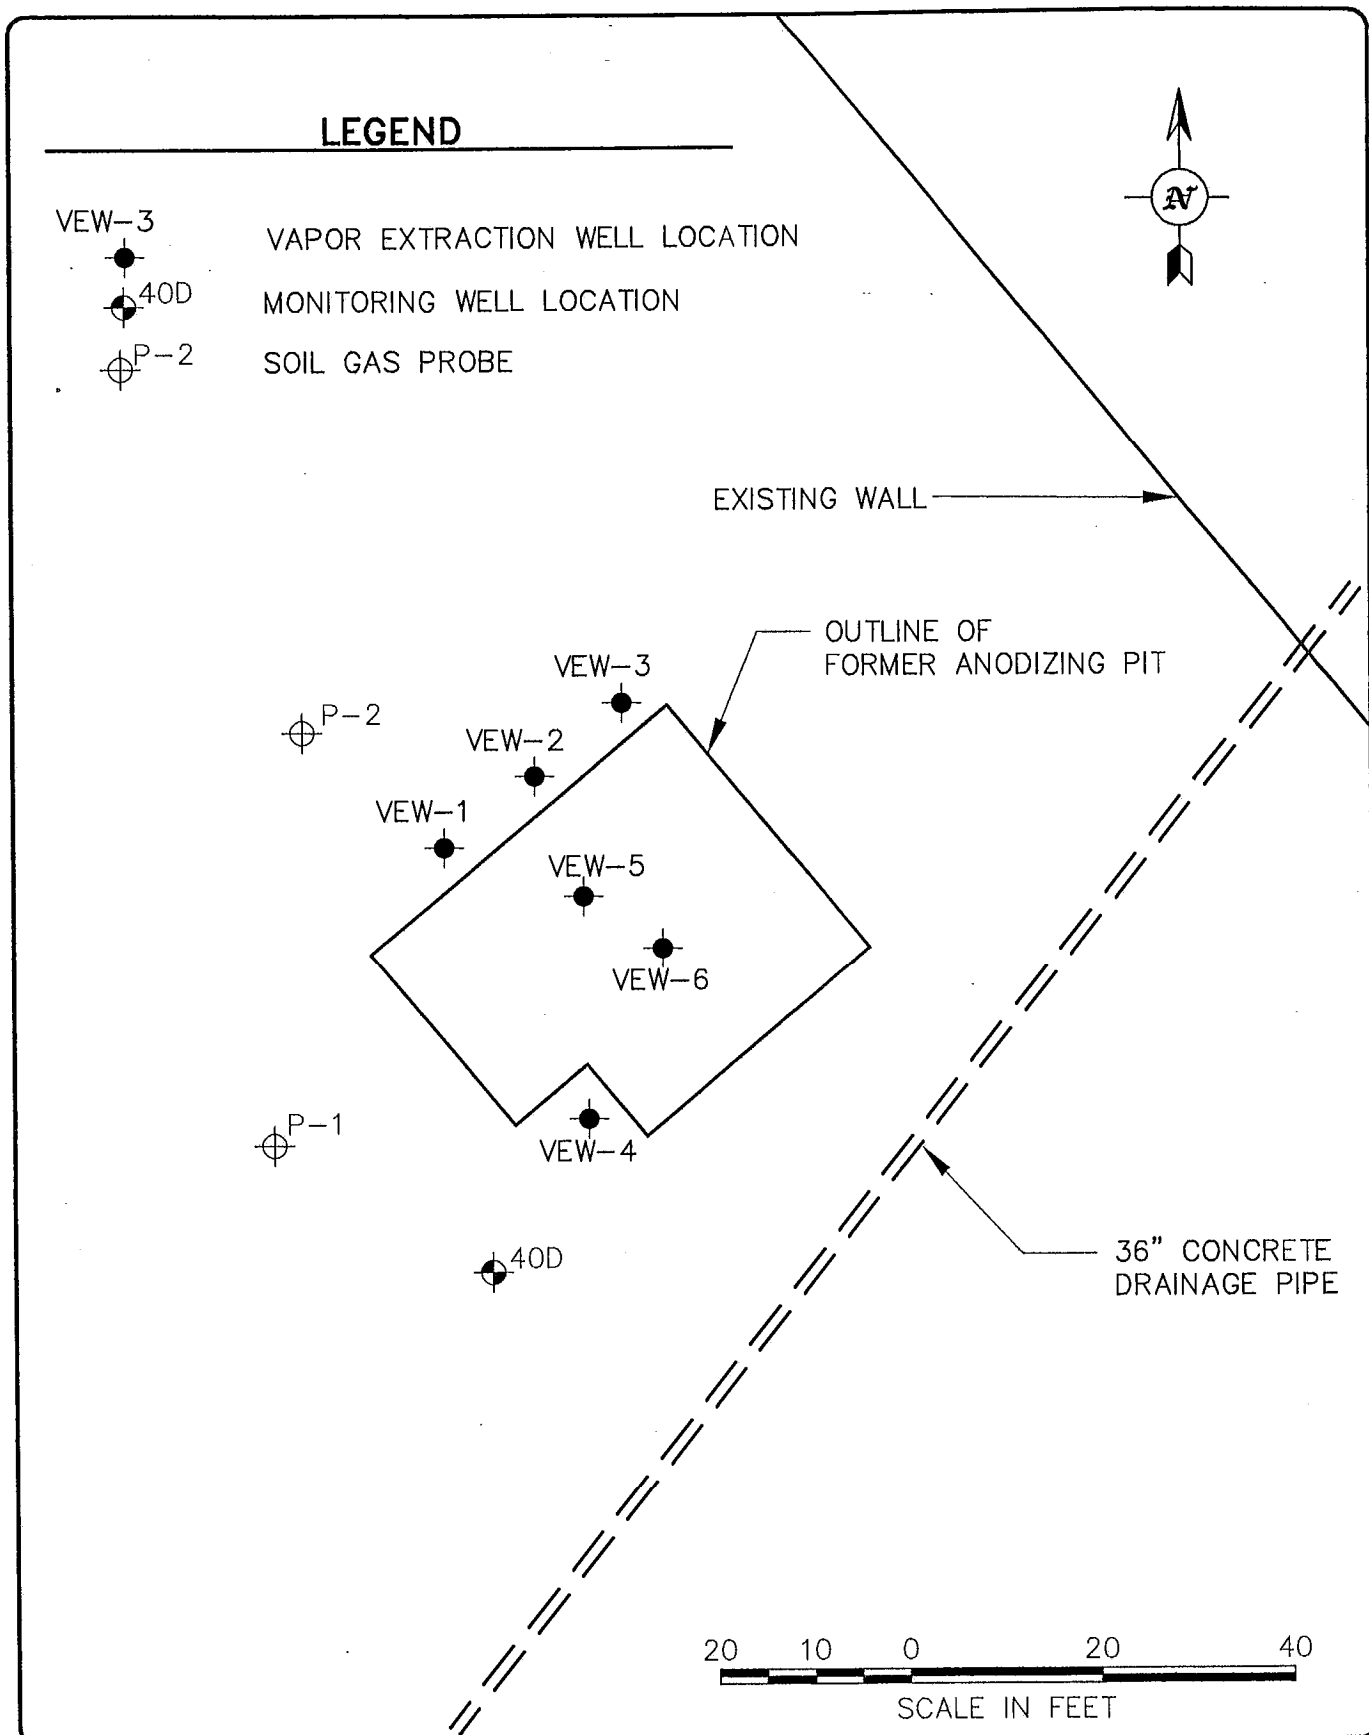 LEGEND
VEW-3
VAPOR EXTRACTION WELL LOCATION
40D
MONITORING WELL LOCATION
P-2
SOIL GAS PROBE
N
EXISTING WALL
OUTLINE OF
FORMER ANODIZING PIT
VEW-3
P-2
VEW-2
VEW-1
VEW-5
VEW-6
P-1
VEW-4
40D
36" CONCRETE
DRAINAGE PIPE
20 10 0 20 40
SCALE IN FEET